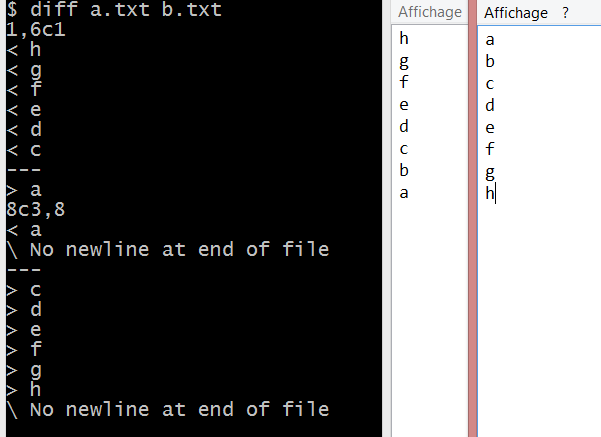 $ diff a.txt b.txt
1,6c1
< h
< g
< f
< e
< d
< c
---
> a
8c3,8
< a
\ No newline at end of file
---
> c
> d
> e
> f
> g
> h
\ No newline at end of file
Affichage
h
g
f
e
d
c
b
a
Affichage ?
a
b
c
d
e
f
g
h